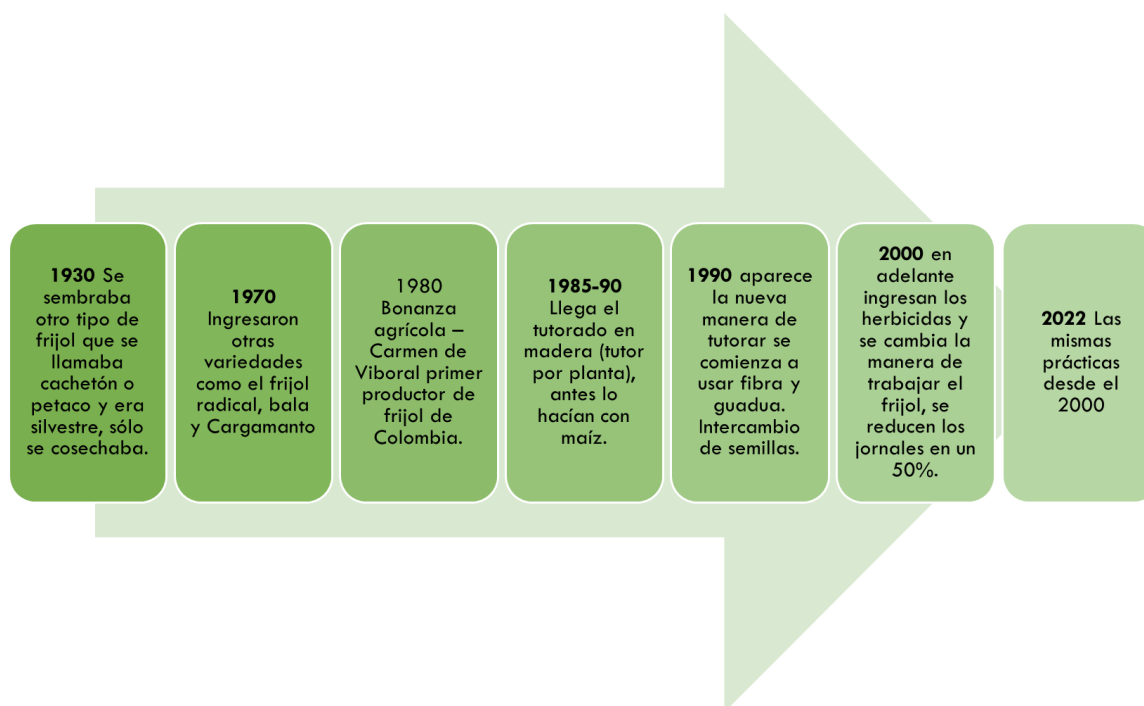 1930 Se
sembraba
otro tipo de
frijol que se
llamaba
cachetón o
petaco y era
silvestre, sólo
se cosechaba.
1970
Ingresaron
otras
variedades
como el frijol
radical, bala
y Cargamanto
1980
Bonanza
agrícola –
Carmen de
Viboral primer
productor de
frijol de
Colombia.
1985-90
Llega el
tutorado en
madera (tutor
por planta),
antes lo
hacían con
maíz.
1990 aparece
la nueva
manera de
tutorar se
comienza a
usar fibra y
guadua.
Intercambio
de semillas.
2000 en
adelante
ingresan los
herbicidas y
se cambia la
manera de
trabajar el
frijol, se
reducen los
jornales en un
50%.
2022 Las
mismas
prácticas
desde el
2000